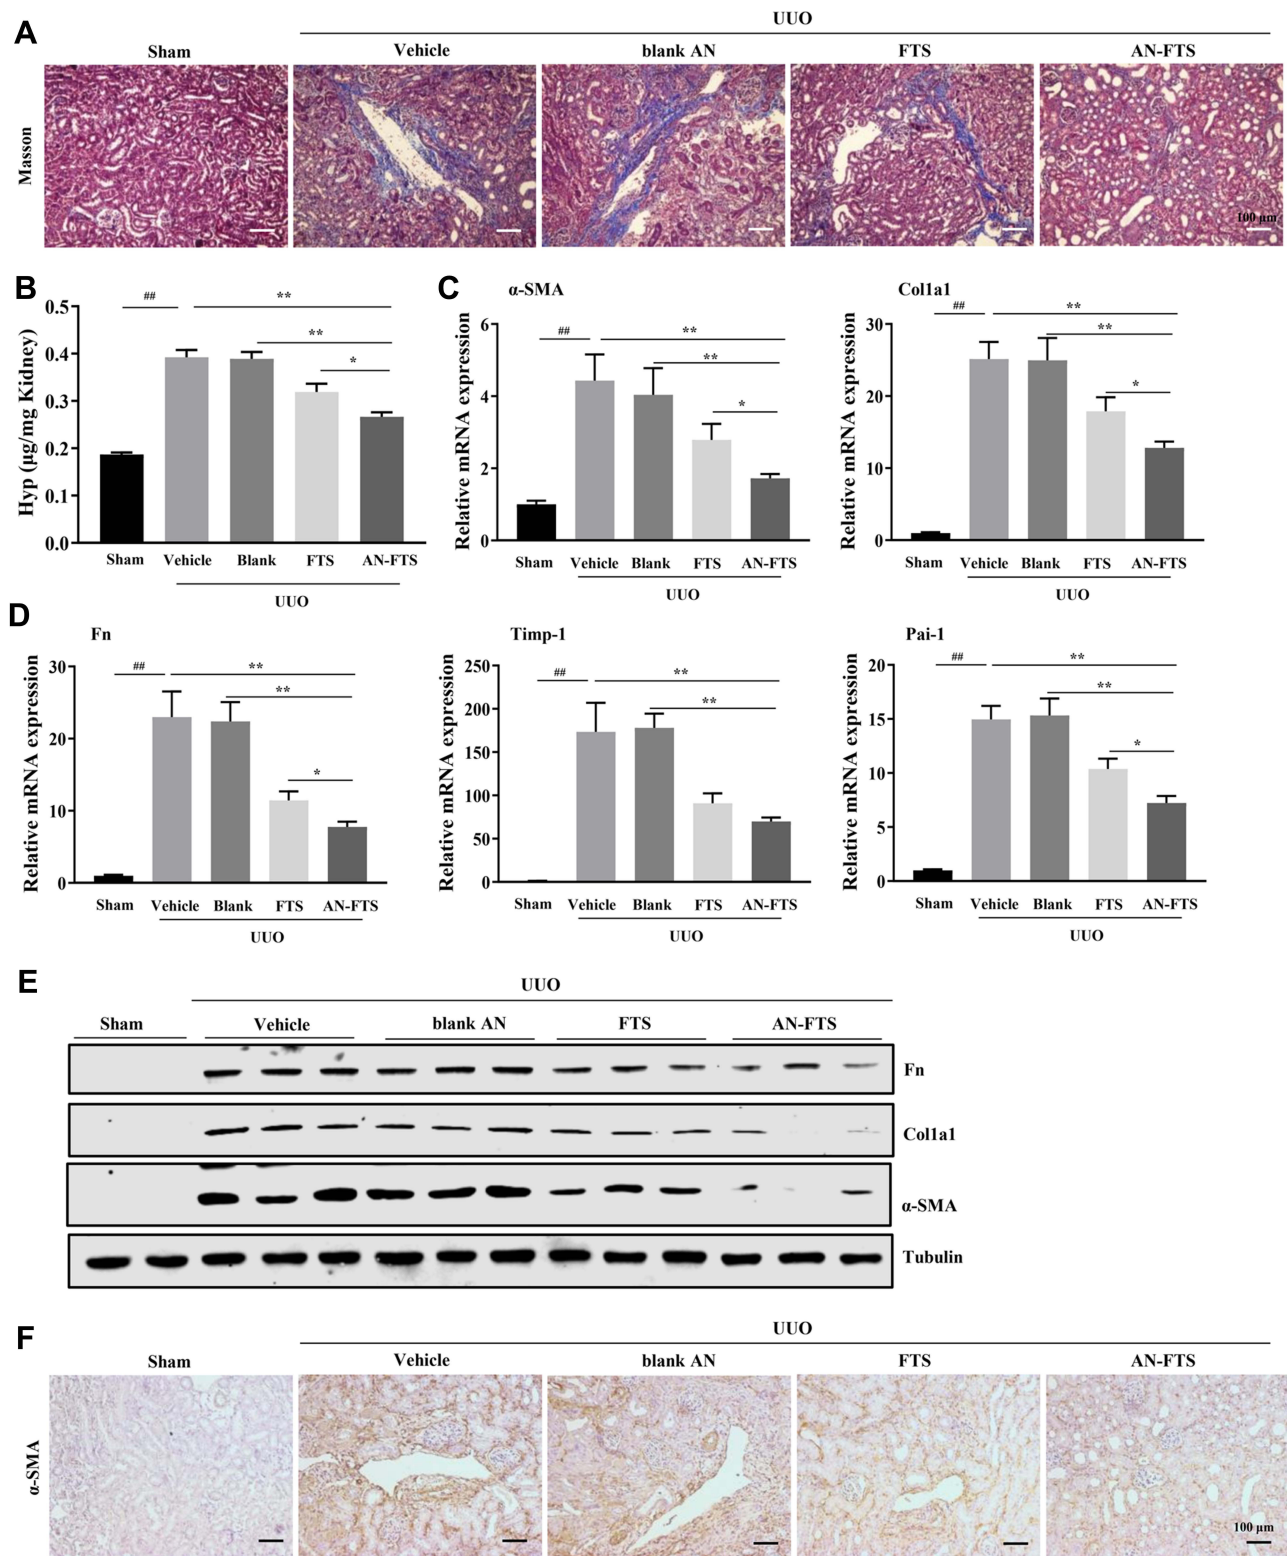 A
UUO
Sham Vehicle blank AN FTS AN-FTS
Masson
100 μm
B
Hyp (μg/mg Kidney)
0.5
0.4
0.3
0.2
0.1
0.0
## ** ** *
Sham Vehicle Blank FTS AN-FTS
UUO
C
α-SMA
Relative mRNA expression
6
4
2
0
## ** ** *
Sham Vehicle Blank FTS AN-FTS
UUO
Col1a1
Relative mRNA expression
30
20
10
0
## ** ** *
Sham Vehicle Blank FTS AN-FTS
UUO
D
Fn
Relative mRNA expression
30
20
10
0
## ** ** *
Sham Vehicle Blank FTS AN-FTS
UUO
Timp-1
Relative mRNA expression
250
200
150
100
50
0
## ** **
Sham Vehicle Blank FTS AN-FTS
UUO
Pai-1
Relative mRNA expression
20
15
10
5
0
## ** ** *
Sham Vehicle Blank FTS AN-FTS
UUO
E
UUO
Sham Vehicle blank AN FTS AN-FTS
Fn
Col1a1
α-SMA
Tubulin
F
UUO
Sham Vehicle blank AN FTS AN-FTS
α-SMA
100 μm